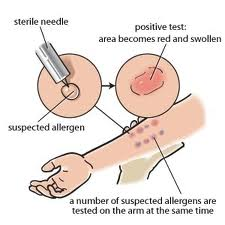 sterile needle
positive test:
area becomes red and swollen
suspected allergen
a number of suspected allergens are
tested on the arm at the same time